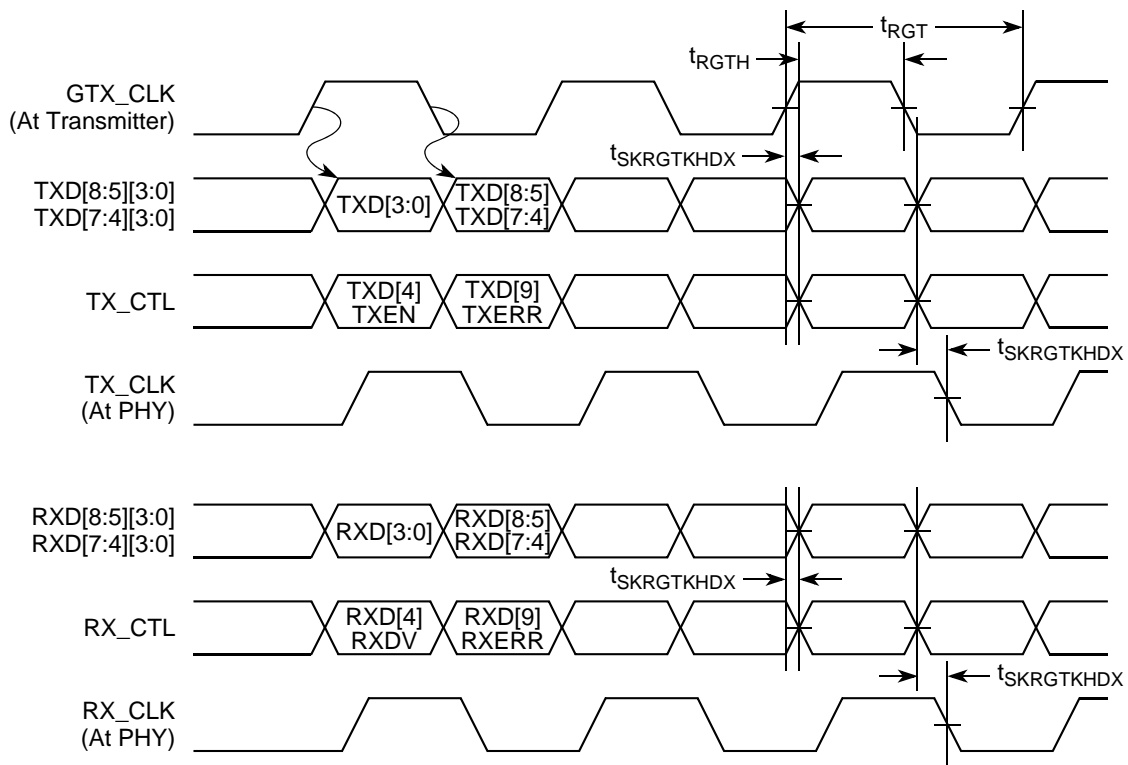 tRGT
tRGTH
GTX_CLK
(At Transmitter)
tSKRGTKHDX
TXD[8:5][3:0]
TXD[7:4][3:0]
TXD[3:0]
TXD[8:5]
TXD[7:4]
TX_CTL
TXD[4]
TXEN
TXD[9]
TXERR
tSKRGTKHDX
TX_CLK
(At PHY)
RXD[8:5][3:0]
RXD[7:4][3:0]
RXD[3:0]
RXD[8:5]
RXD[7:4]
tSKRGTKHDX
RX_CTL
RXD[4]
RXDV
RXD[9]
RXERR
tSKRGTKHDX
RX_CLK
(At PHY)